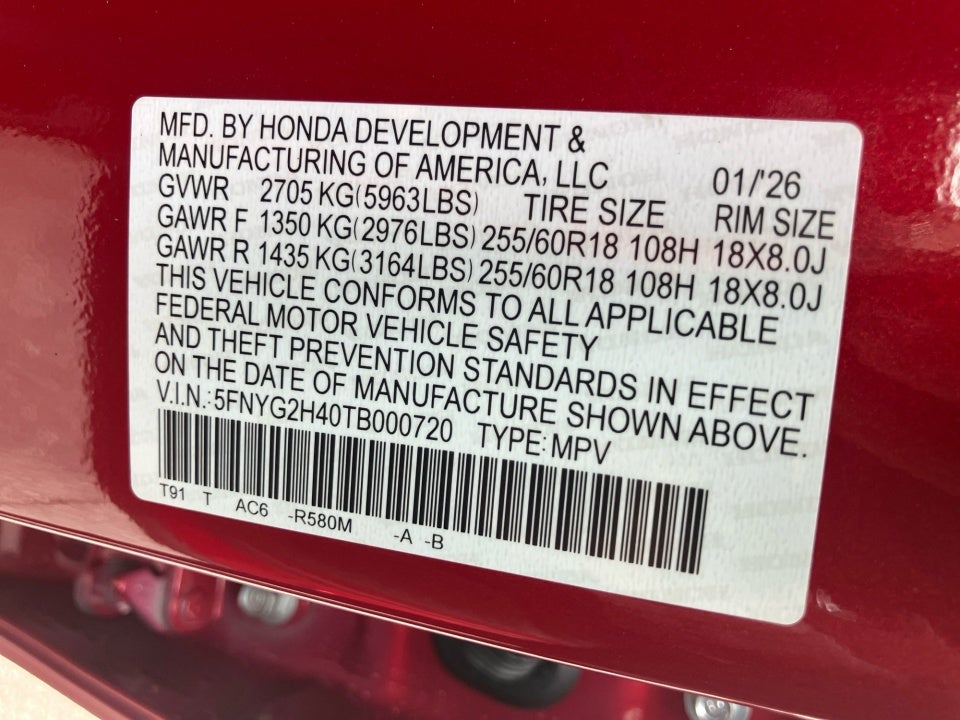 MFD. BY HONDA DEVELOPMENT &
MANUFACTURING OF AMERICA, LLC 01/'26
GVWR 2705 KG(5963LBS) TIRE SIZE RIM SIZE
GAWR F 1350 KG(2976LBS) 255/60R18 108H 18X8.0J
GAWR R 1435 KG(3164LBS) 255/60R18 108H 18X8.0J
THIS VEHICLE CONFORMS TO ALL APPLICABLE
FEDERAL MOTOR VEHICLE SAFETY
AND THEFT PREVENTION STANDARDS IN EFFECT
ON THE DATE OF MANUFACTURE SHOWN ABOVE.
V.I.N.:5FNYG2H40TB000720 TYPE: MPV
T91 T AC6 -R580M -A -B